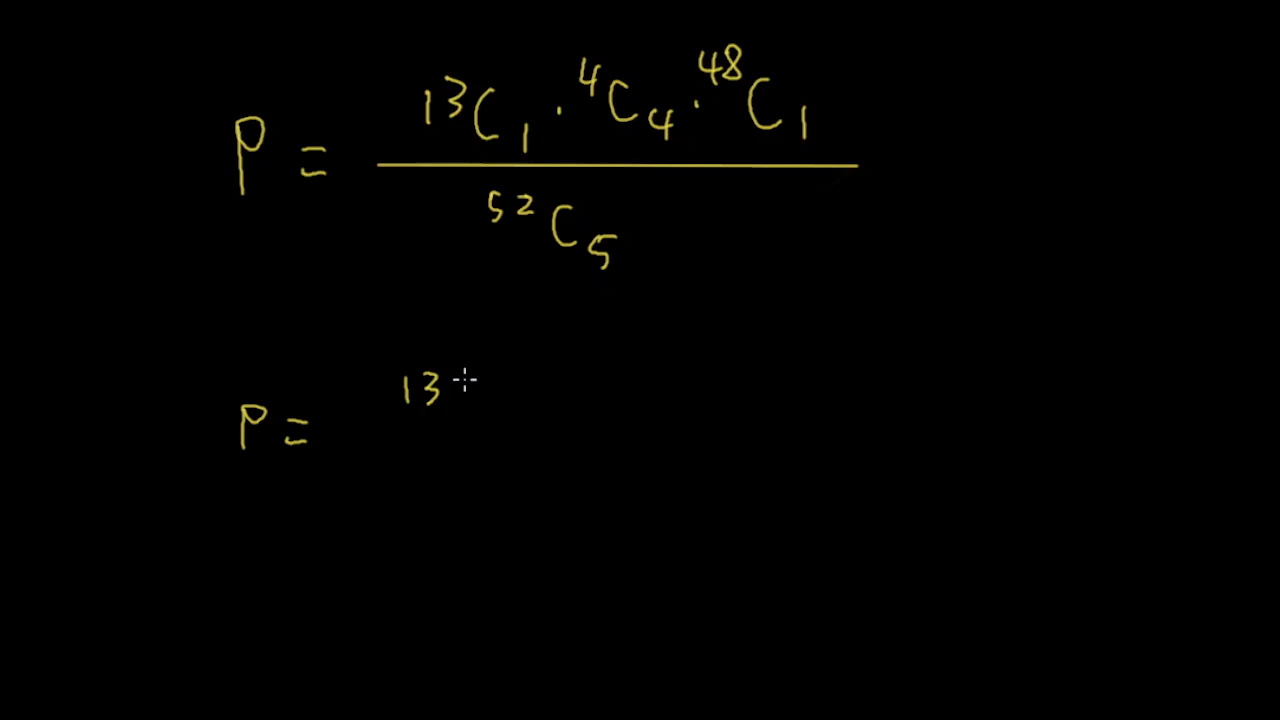 P = ¹³C₁ · ⁴C₄ · ⁴⁸C₁
⁵²C₅
P = 13